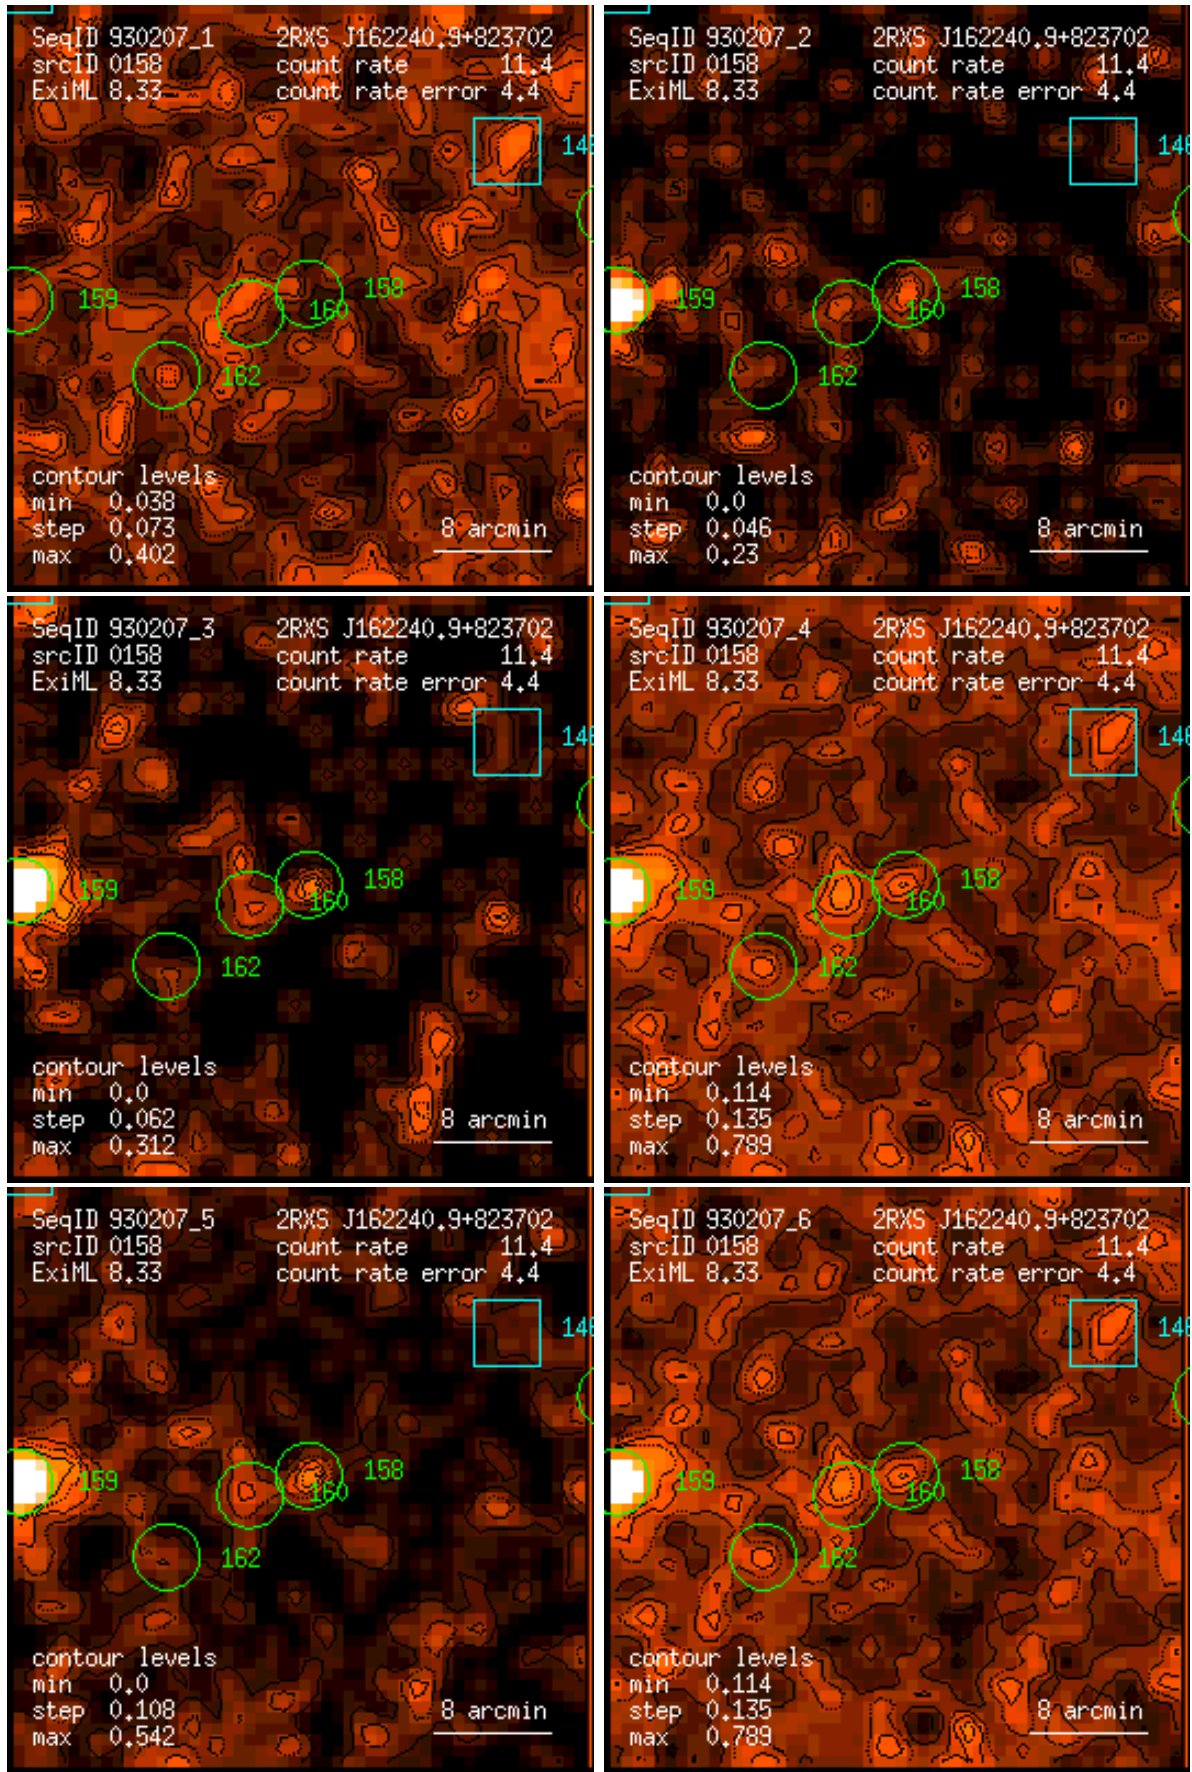 SeqID 930207_1 2RXS J162240.9+823702
srcID 0158 count rate 11.4
ExiML 8.33 count rate error 4.4
159
158
160
162
contour levels
min 0.038
step 0.073
max 0.402
8 arcmin
SeqID 930207_2 2RXS J162240.9+823702
srcID 0158 count rate 11.4
ExiML 8.33 count rate error 4.4
159
158
160
162
contour levels
min 0.0
step 0.046
max 0.23
8 arcmin
SeqID 930207_3 2RXS J162240.9+823702
srcID 0158 count rate 11.4
ExiML 8.33 count rate error 4.4
159
158
160
162
contour levels
min 0.0
step 0.062
max 0.312
8 arcmin
SeqID 930207_4 2RXS J162240.9+823702
srcID 0158 count rate 11.4
ExiML 8.33 count rate error 4.4
159
158
160
162
contour levels
min 0.114
step 0.135
max 0.789
8 arcmin
SeqID 930207_5 2RXS J162240.9+823702
srcID 0158 count rate 11.4
ExiML 8.33 count rate error 4.4
159
158
160
162
contour levels
min 0.0
step 0.108
max 0.542
8 arcmin
SeqID 930207_6 2RXS J162240.9+823702
srcID 0158 count rate 11.4
ExiML 8.33 count rate error 4.4
159
158
160
162
contour levels
min 0.114
step 0.135
max 0.789
8 arcmin